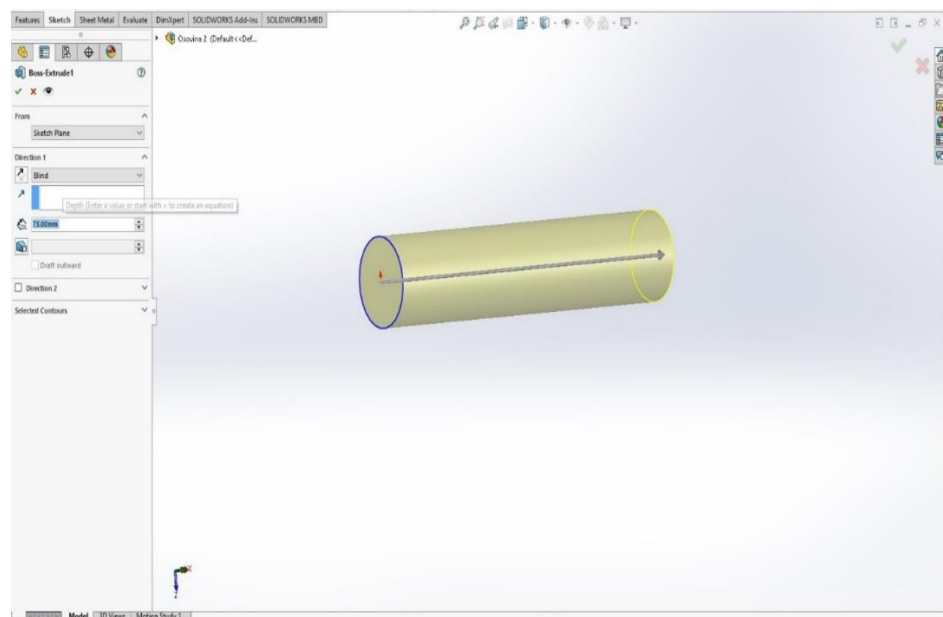 Features Sketch Sheet Metal Evaluate DimXpert SOLIDWORKS Add-Ins SOLIDWORKS MBD
Osovina 2 (Default<<Def...
Boss-Extrude1
From
Sketch Plane
Direction 1
Blind
Depth (Enter a value or start with = to create an equation)
Draft outward
Direction 2
Selected Contours
Model 3D Views Motion Study 1